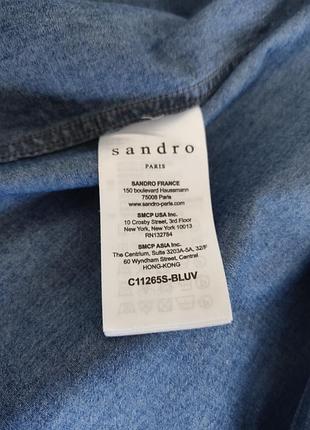 sandro
PARIS
SANDRO FRANCE
150 boulevard Haussmann
75008 Paris
www.sandro-paris.com
SMCP USA Inc.
10 Crosby Street, 3rd Floor
New York, New York 10013
RN132784
SMCP ASIA Inc.
The Centrium, Suite 3203A-5A, 32/F
60 Wyndham Street, Central
HONG-KONG
C11265S-BLUV